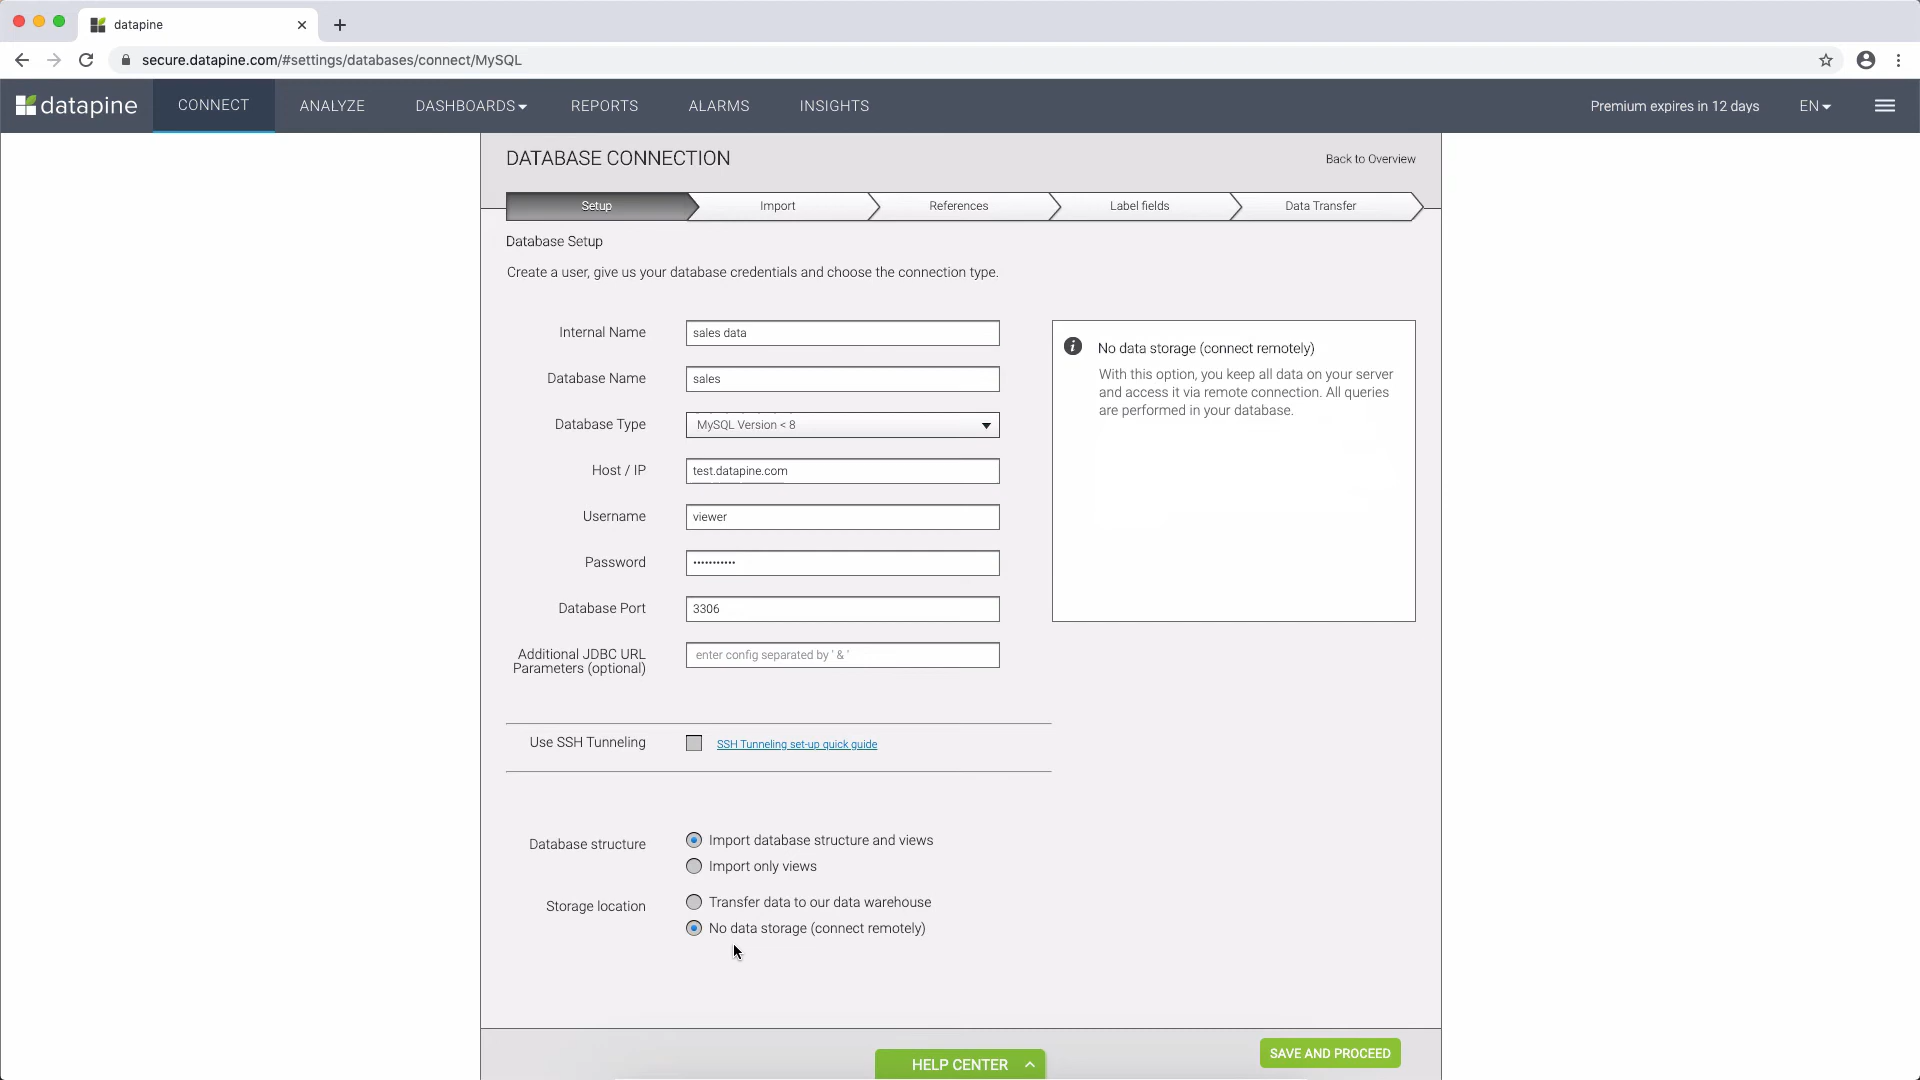 datapine
secure.datapine.com/#settings/databases/connect/MySQL
datapine
CONNECT
ANALYZE
DASHBOARDS
REPORTS
ALARMS
INSIGHTS
Premium expires in 12 days
EN
DATABASE CONNECTION
Back to Overview
Setup
Import
References
Label fields
Data Transfer
Database Setup
Create a user, give us your database credentials and choose the connection type.
Internal Name
sales data
Database Name
sales
Database Type
MySQL Version < 8
Host / IP
test.datapine.com
Username
viewer
Password
•••••••••••
Database Port
3306
Additional JDBC URL
Parameters (optional)
enter config separated by ' & '
i
No data storage (connect remotely)
With this option, you keep all data on your server
and access it via remote connection. All queries
are performed in your database.
Use SSH Tunneling
SSH Tunneling set-up quick guide
Database structure
Import database structure and views
Import only views
Storage location
Transfer data to our data warehouse
No data storage (connect remotely)
HELP CENTER
SAVE AND PROCEED